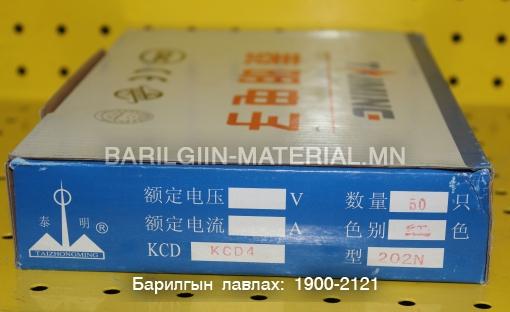 BARILGIIN-MATERIAL.MN
额定电压 V
数量 50 只
泰明®
额定电流 A
色别 红 色
TAIZHONGMING
KCD KCD4
型 202N
Барилгын лавлах: 1900-2121